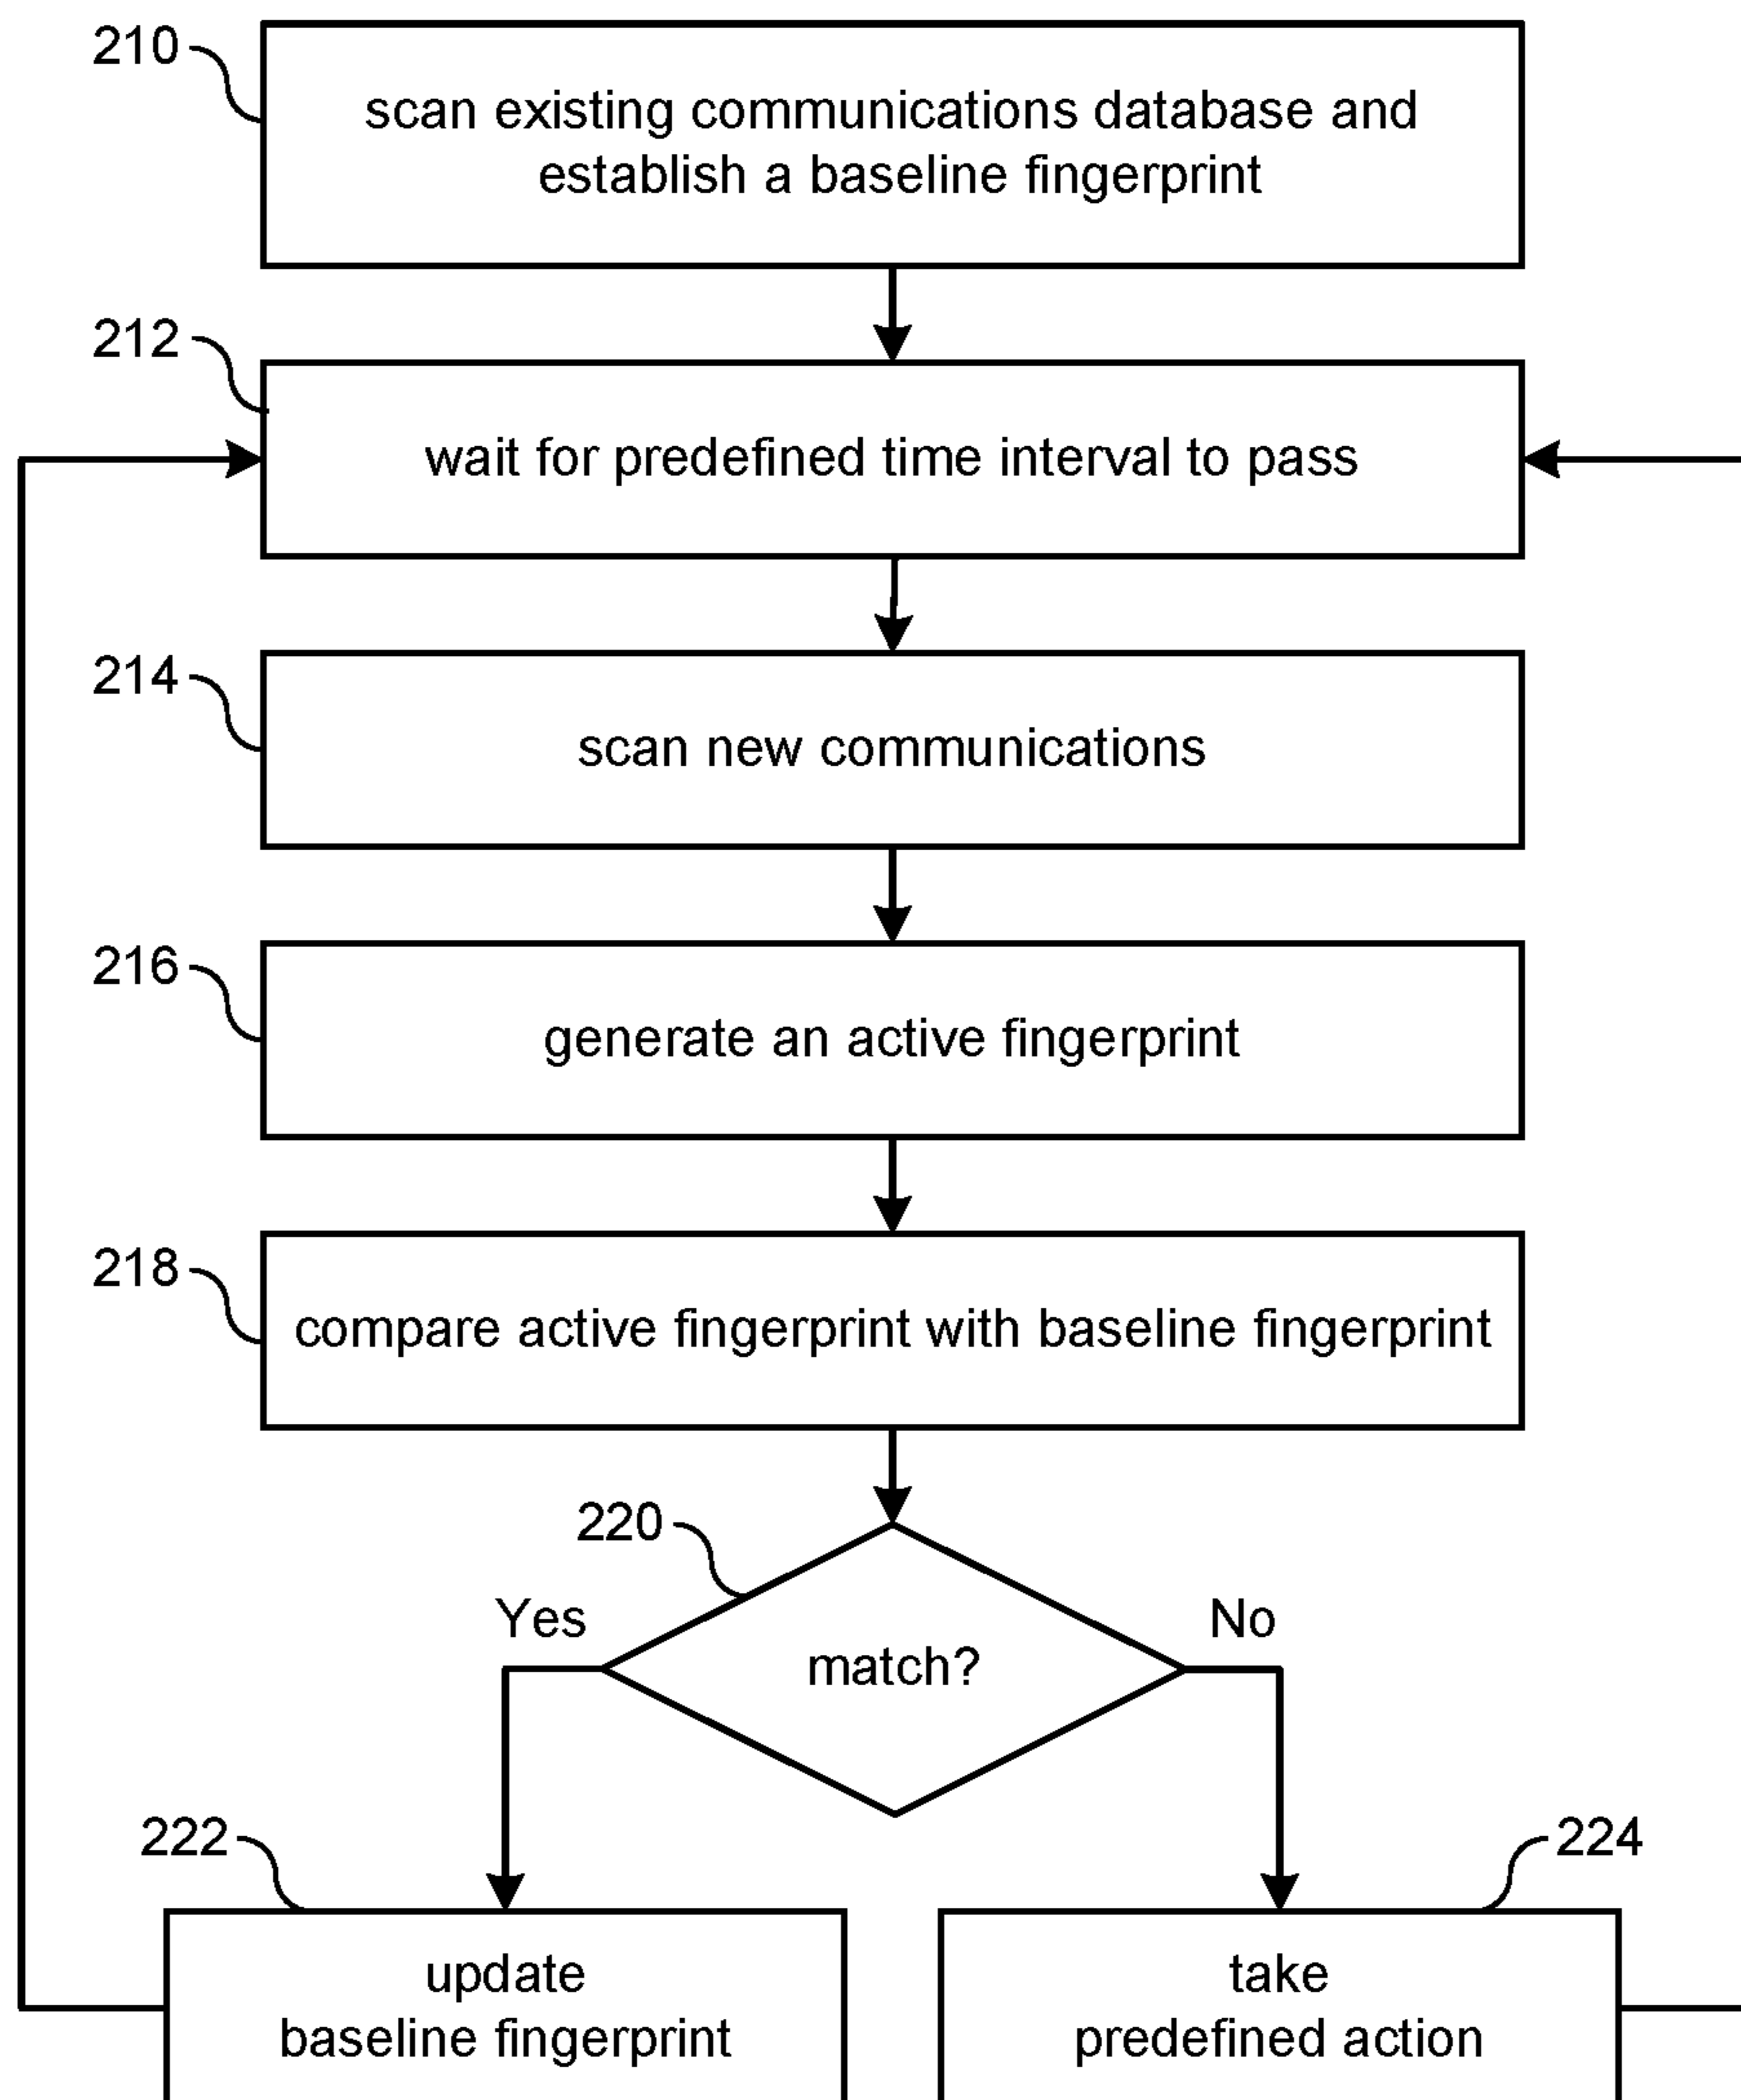 210
scan existing communications database and
establish a baseline fingerprint
212
wait for predefined time interval to pass
214
scan new communications
216
generate an active fingerprint
218
compare active fingerprint with baseline fingerprint
220
Yes
No
match?
222
224
update
baseline fingerprint
take
predefined action